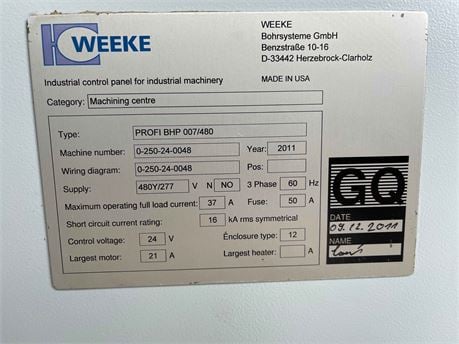 WEEKE
WEEKE
Bohrsysteme GmbH
Benzstraße 10-16
D-33442 Herzebrock-Clarholz
Industrial control panel for industrial machinery MADE IN USA
Category: Machining centre
Type: PROFI BHP 007/480
Machine number: 0-250-24-0048 Year: 2011
Wiring diagram: 0-250-24-0048 Pos:
Supply: 480Y/277 V N NO 3 Phase 60 Hz
Maximum operating full load current: 37 A Fuse: 50 A
Short circuit current rating: 16 kA rms symmetrical
Control voltage: 24 V Enclosure type: 12
Largest motor: 21 A Largest heater: A
GQ
DATE
09.12.2011
NAME